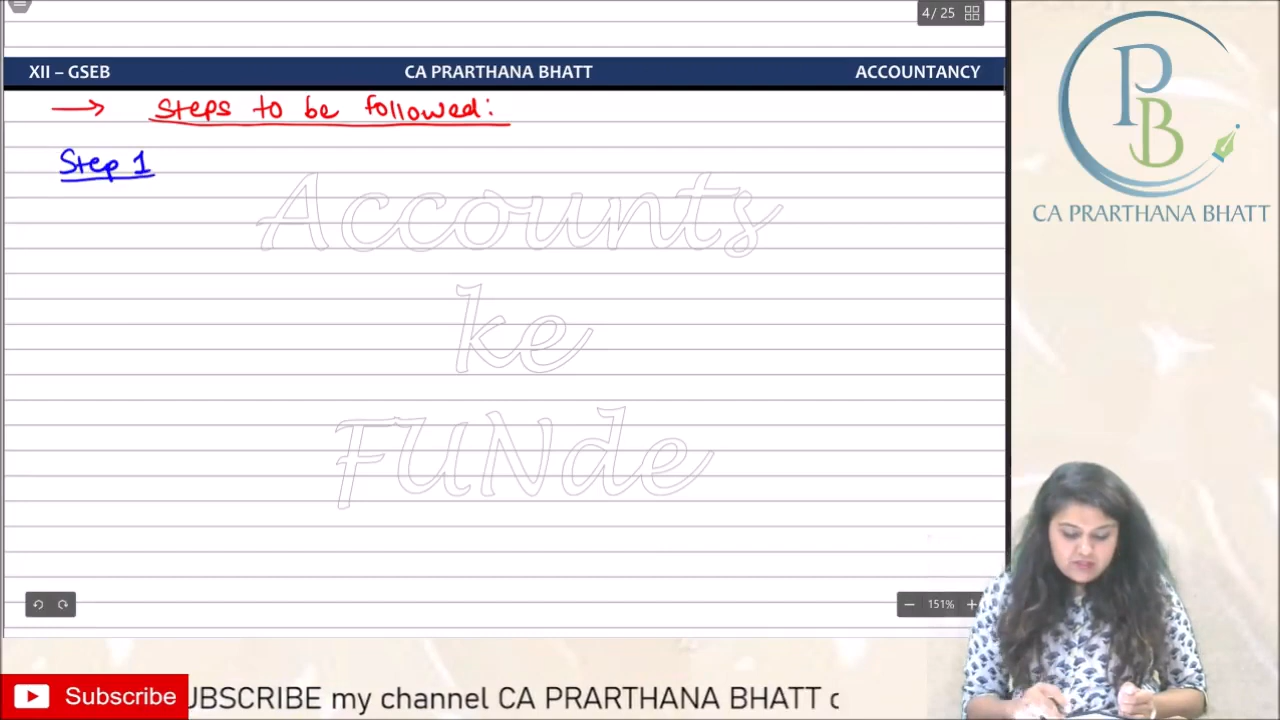 4/ 25
XII – GSEB CA PRARTHANA BHATT ACCOUNTANCY
→ Steps to be followed:
Step 1
Accounts
ke
FUNde
151%
PB
CA PRARTHANA BHATT
Subscribe
UBSCRIBE my channel CA PRARTHANA BHATT